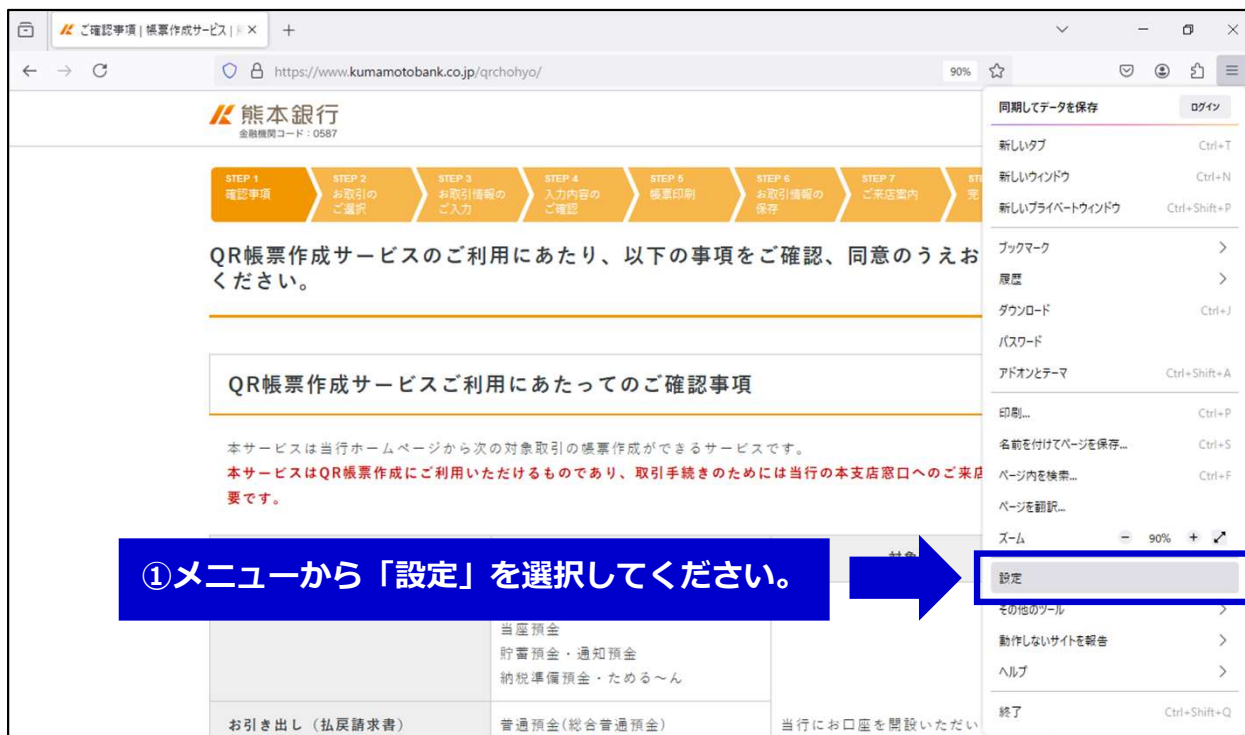 ご確認事項 | 帳票作成サービス |
https://www.kumamotobank.co.jp/qrchohyo/
90%
熊本銀行
金融機関コード：0587
STEP 1
確認事項
STEP 2
お取引の
ご選択
STEP 3
お取引情報の
ご入力
STEP 4
入力内容の
ご確認
STEP 5
帳票印刷
STEP 6
お取引情報の
保存
STEP 7
ご来店案内
完
QR帳票作成サービスのご利用にあたり、以下の事項をご確認、同意のうえお
ください。
QR帳票作成サービスご利用にあたってのご確認事項
本サービスは当行ホームページから次の対象取引の帳票作成ができるサービスです。
本サービスはQR帳票作成にご利用いただけるものであり、取引手続きのためには当行の本支店窓口へのご来店
要です。
①メニューから「設定」を選択してください。
当座預金
貯蓄預金・通知預金
納税準備預金・ためる～ん
お引き出し（払戻請求書）
普通預金(総合普通預金)
当行にお口座を開設いただい
同期してデータを保存
ログイン
新しいタブ Ctrl+T
新しいウィンドウ Ctrl+N
新しいプライベートウィンドウ Ctrl+Shift+P
ブックマーク
履歴
ダウンロード Ctrl+J
パスワード
アドオンとテーマ Ctrl+Shift+A
印刷... Ctrl+P
名前を付けてページを保存... Ctrl+S
ページ内を検索... Ctrl+F
ページを翻訳...
ズーム − 90% +
設定
その他のツール
動作しないサイトを報告
ヘルプ
終了 Ctrl+Shift+Q